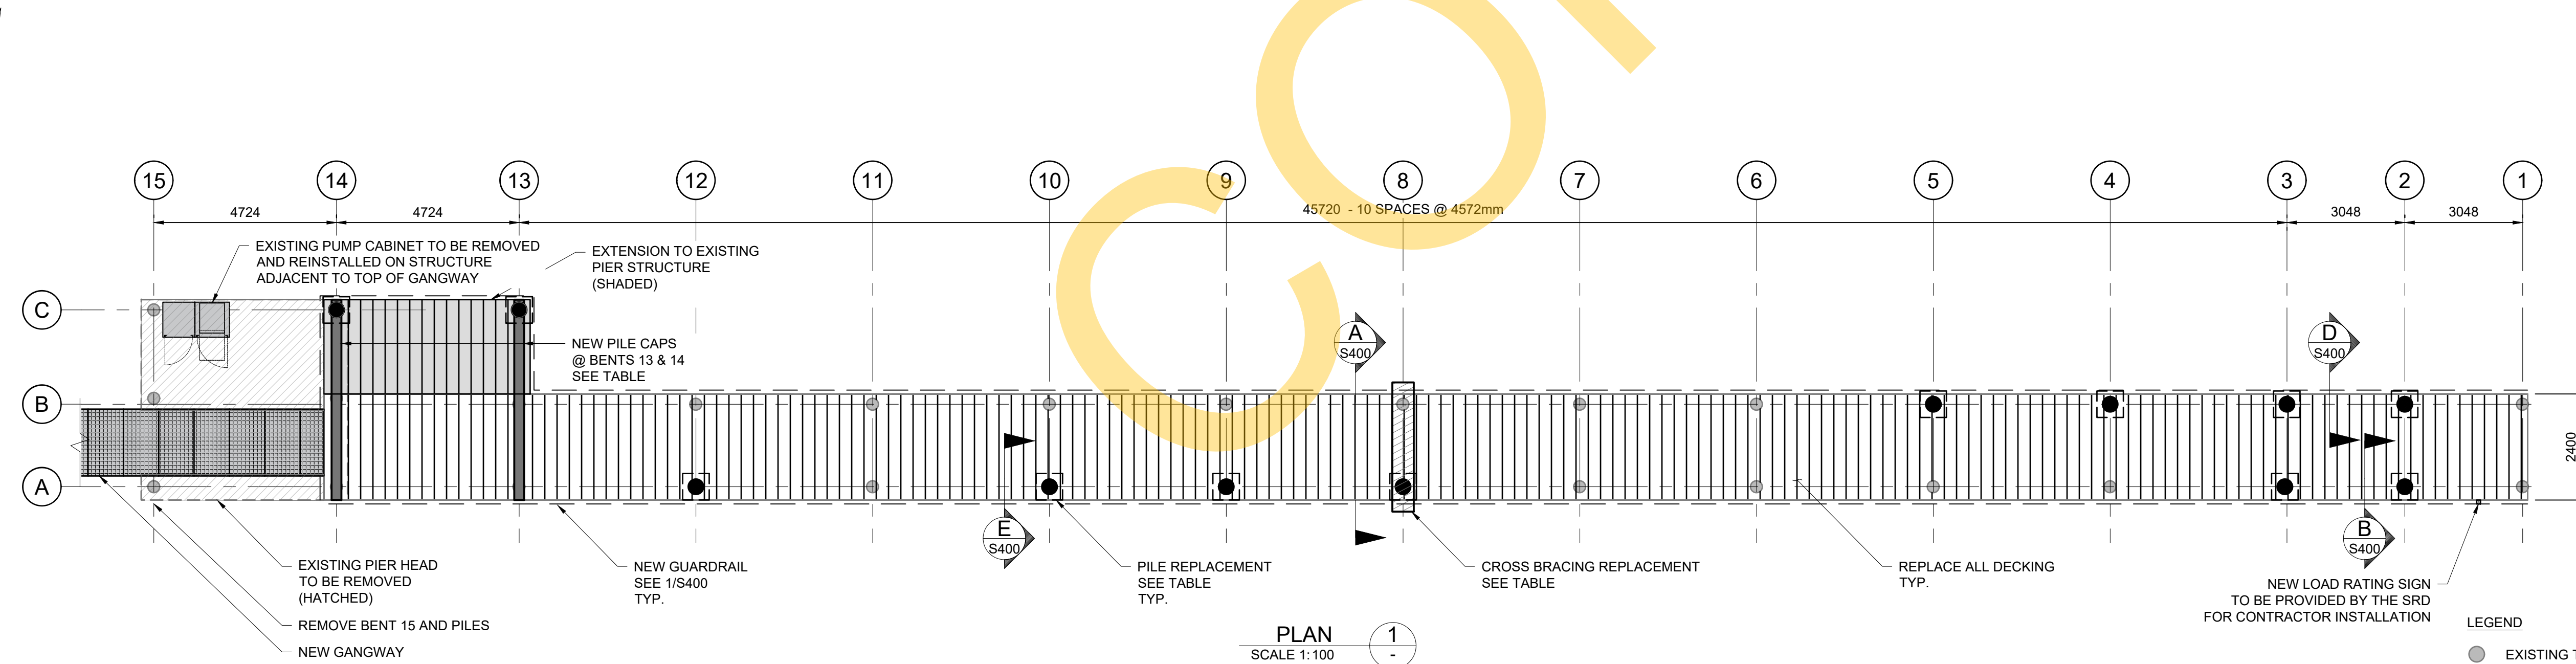 15
14
13
12
11
10
9
8
7
6
5
4
3
2
1
4724
4724
45720 - 10 SPACES @ 4572mm
3048
3048
EXISTING PUMP CABINET TO BE REMOVED
AND REINSTALLED ON STRUCTURE
ADJACENT TO TOP OF GANGWAY
EXTENSION TO EXISTING
PIER STRUCTURE
(SHADED)
C
NEW PILE CAPS
@ BENTS 13 & 14
SEE TABLE
A
S400
D
S400
B
A
2400
E
S400
B
S400
EXISTING PIER HEAD
TO BE REMOVED
(HATCHED)
REMOVE BENT 15 AND PILES
NEW GANGWAY
NEW GUARDRAIL
SEE 1/S400
TYP.
PILE REPLACEMENT
SEE TABLE
TYP.
CROSS BRACING REPLACEMENT
SEE TABLE
REPLACE ALL DECKING
TYP.
NEW LOAD RATING SIGN
TO BE PROVIDED BY THE SRD
FOR CONTRACTOR INSTALLATION
PLAN
SCALE 1:100
1
-
LEGEND
EXISTING